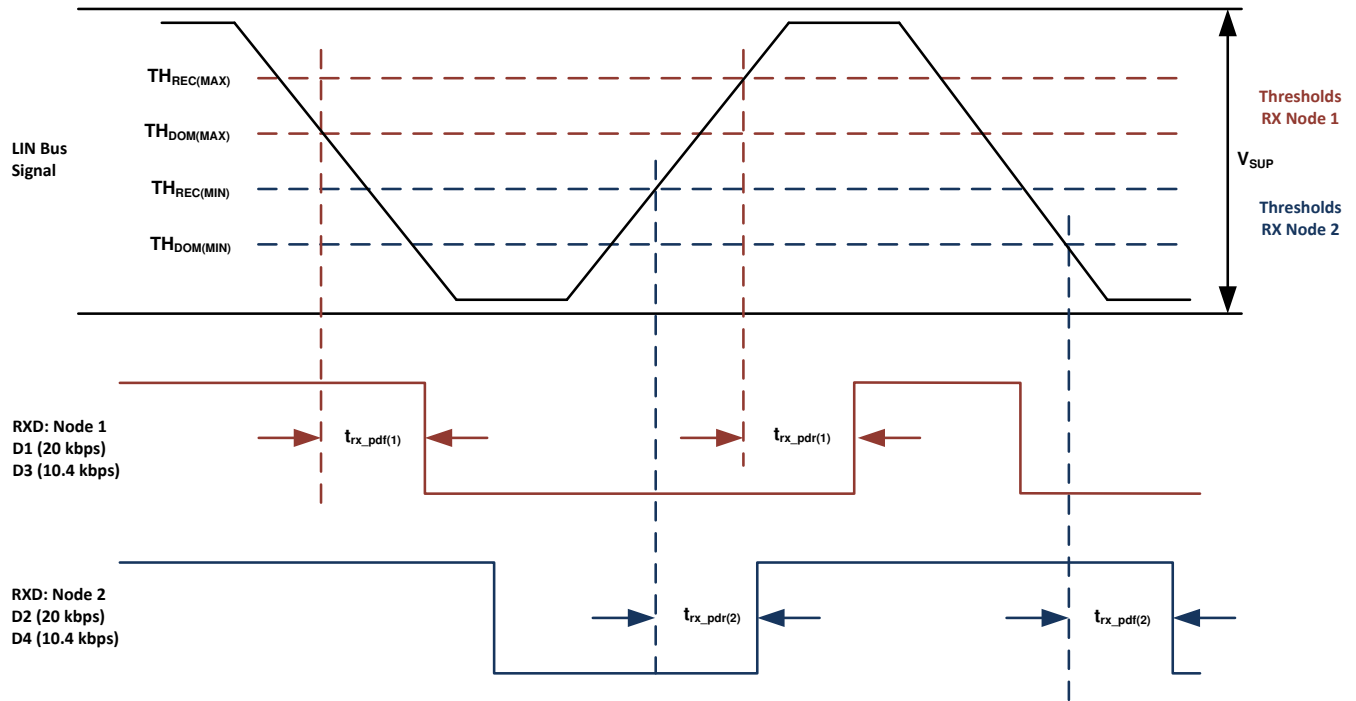 TH_REC(MAX)
TH_DOM(MAX)
TH_REC(MIN)
TH_DOM(MIN)
LIN Bus
Signal
Thresholds
RX Node 1
V_SUP
Thresholds
RX Node 2
RXD: Node 1
D1 (20 kbps)
D3 (10.4 kbps)
t_rx_pdf(1)
t_rx_pdr(1)
RXD: Node 2
D2 (20 kbps)
D4 (10.4 kbps)
t_rx_pdr(2)
t_rx_pdf(2)